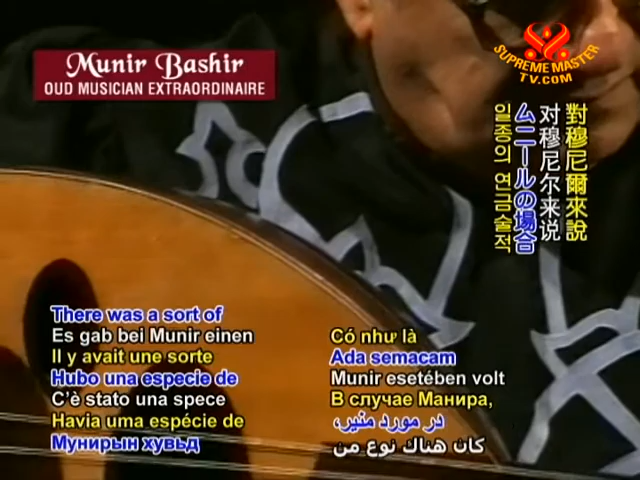 Munir Bashir
OUD MUSICIAN EXTRAORDINAIRE
SUPREME MASTER
TV.COM
對穆尼爾來說
对穆尼尔来说
ムニールの場合
일종의 연금술적
There was a sort of
Es gab bei Munir einen
Il y avait une sorte
Hubo una especie de
C'è stato una spece
Havia uma espécie de
Мунирын хувьд
Có như là
Ada semacam
Munir esetében volt
В случае Манира,
در مورد منیر،
كان هناك نوع من